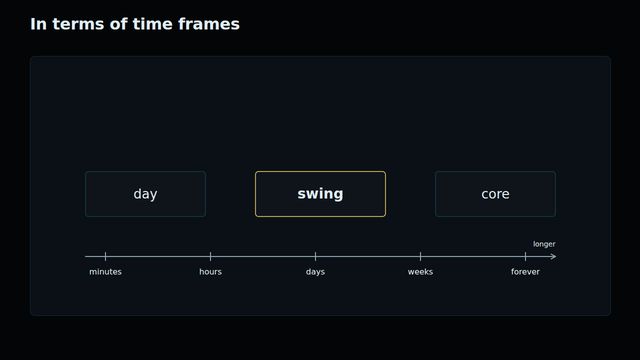 In terms of time frames
day swing core
longer
minutes hours days weeks forever